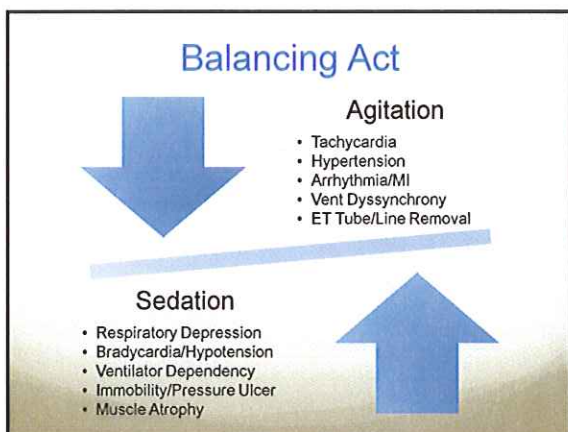 Balancing Act
Agitation
• Tachycardia
• Hypertension
• Arrhythmia/MI
• Vent Dyssynchrony
• ET Tube/Line Removal
Sedation
• Respiratory Depression
• Bradycardia/Hypotension
• Ventilator Dependency
• Immobility/Pressure Ulcer
• Muscle Atrophy